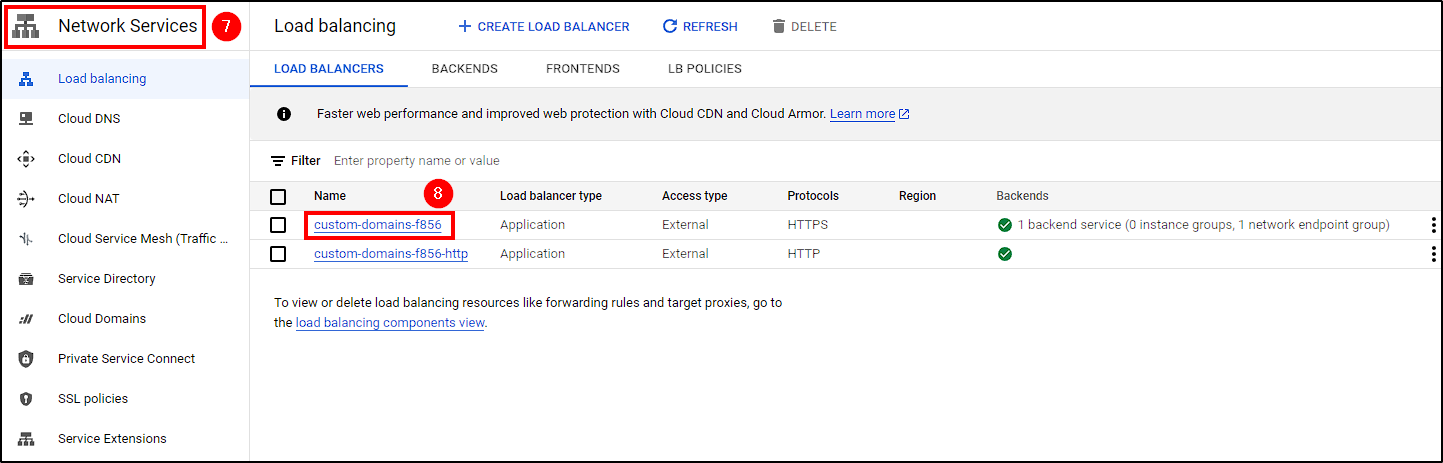 Network Services 7 Load balancing CREATE LOAD BALANCER REFRESH DELETE
Load balancing
Cloud DNS
Cloud CDN
Cloud NAT
Cloud Service Mesh (Traffic ...
Service Directory
Cloud Domains
Private Service Connect
SSL policies
Service Extensions
LOAD BALANCERS BACKENDS FRONTENDS LB POLICIES
Faster web performance and improved web protection with Cloud CDN and Cloud Armor. Learn more
Filter Enter property name or value
8
Name Load balancer type Access type Protocols Region Backends
custom-domains-f856 Application External HTTPS 1 backend service (0 instance groups, 1 network endpoint group)
custom-domains-f856-http Application External HTTP
To view or delete load balancing resources like forwarding rules and target proxies, go to
the load balancing components view.